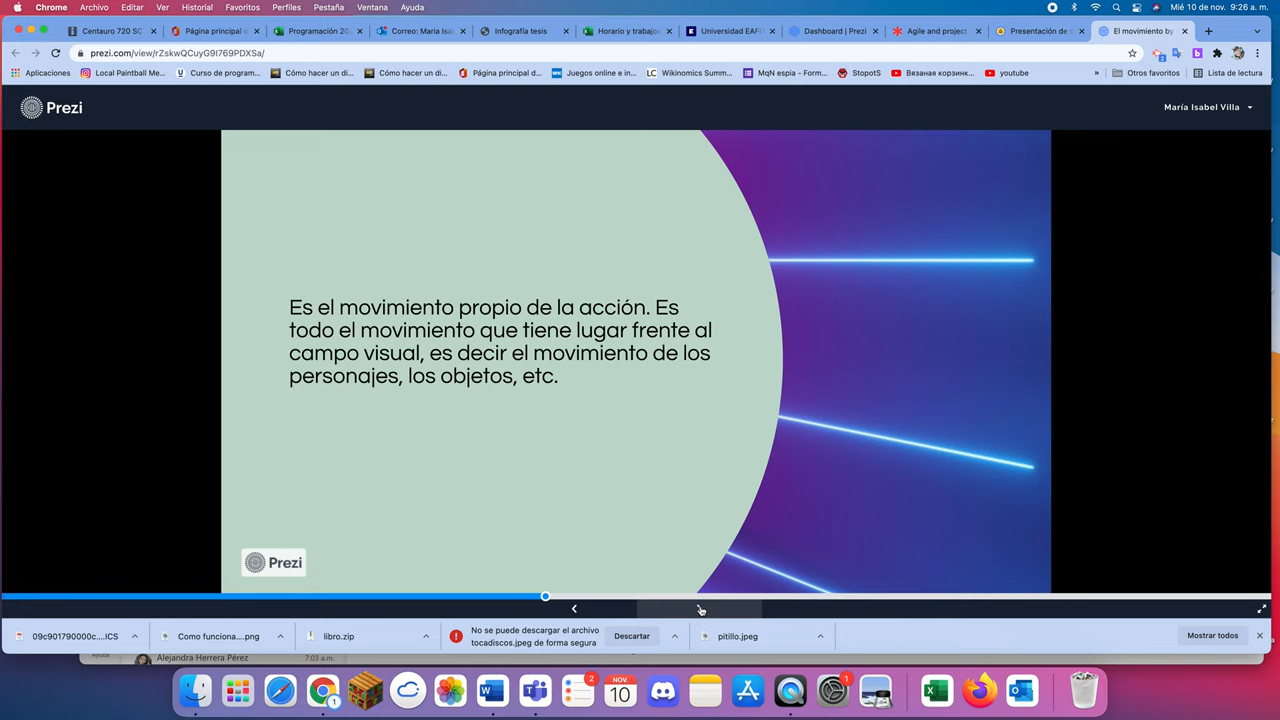 Chrome Archivo Editar Ver Historial Favoritos Perfiles Pestaña Ventana Ayuda Mié 10 de nov. 9:26 a. m.
Centauro 720 SC Página principal o Programación 202 Correo: Maria Isab Infografía tesis Horario y trabajo Universidad EAFI Dashboard | Prezi Agile and project Presentación de c El movimiento by
prezi.com/view/rZskwQCuyG9I769PDXSa/
Aplicaciones Local Paintball Me... Curso de program... Cómo hacer un di... Cómo hacer un di... Página principal d... Juegos online e in... Wikinomics Summ... MqN espia - Form... StopotS Вязаная корзинк... youtube » Otros favoritos Lista de lectura
Prezi
María Isabel Villa
Es el movimiento propio de la acción. Es
todo el movimiento que tiene lugar frente al
campo visual, es decir el movimiento de los
personajes, los objetos, etc.
Prezi
09c901790000c....ICS Como funciona....png libro.zip No se puede descargar el archivo
tocadiscos.jpeg de forma segura Descartar pitillo.jpeg Mostrar todos
Ayuda Alejandra Herrera Pérez 7:03 a.m.
1 NOV. 10 2 1